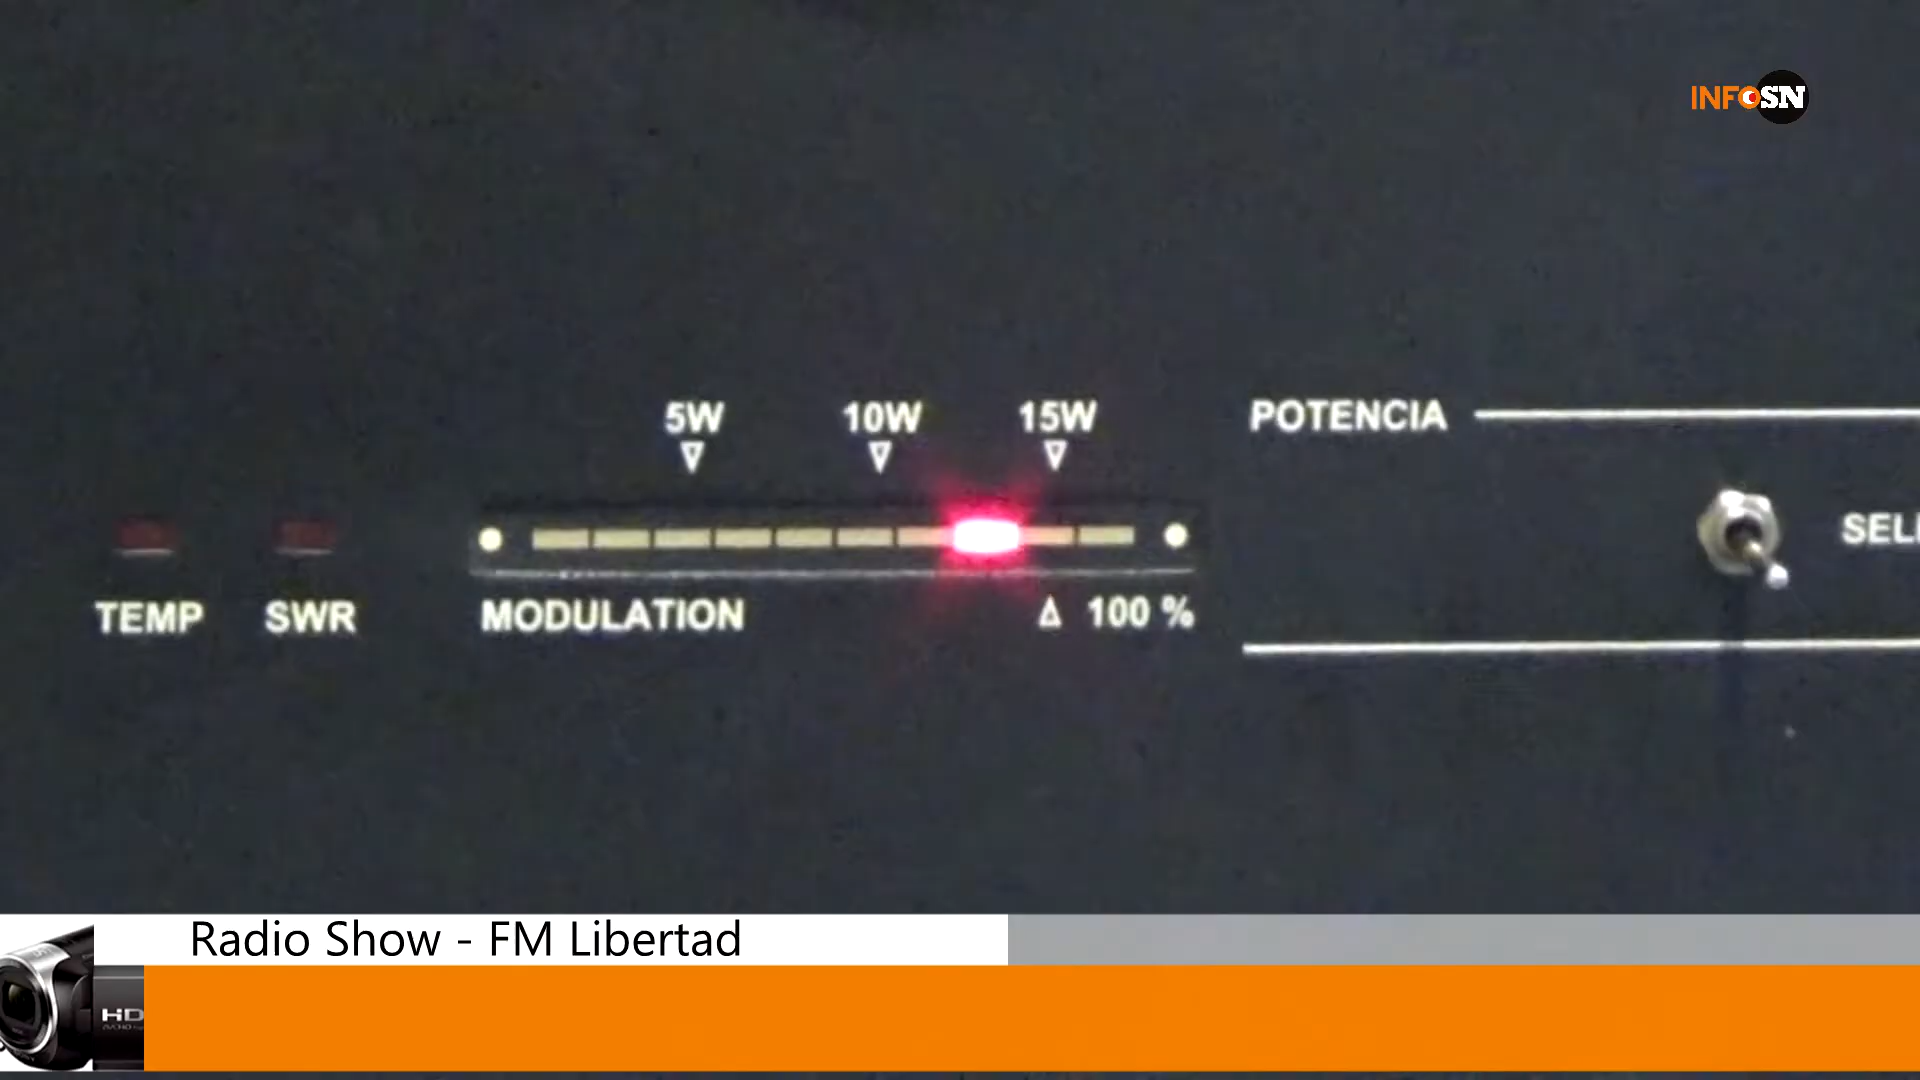 INFOSN
5W 10W 15W
POTENCIA
TEMP SWR
MODULATION 100 %
Radio Show - FM Libertad
HD